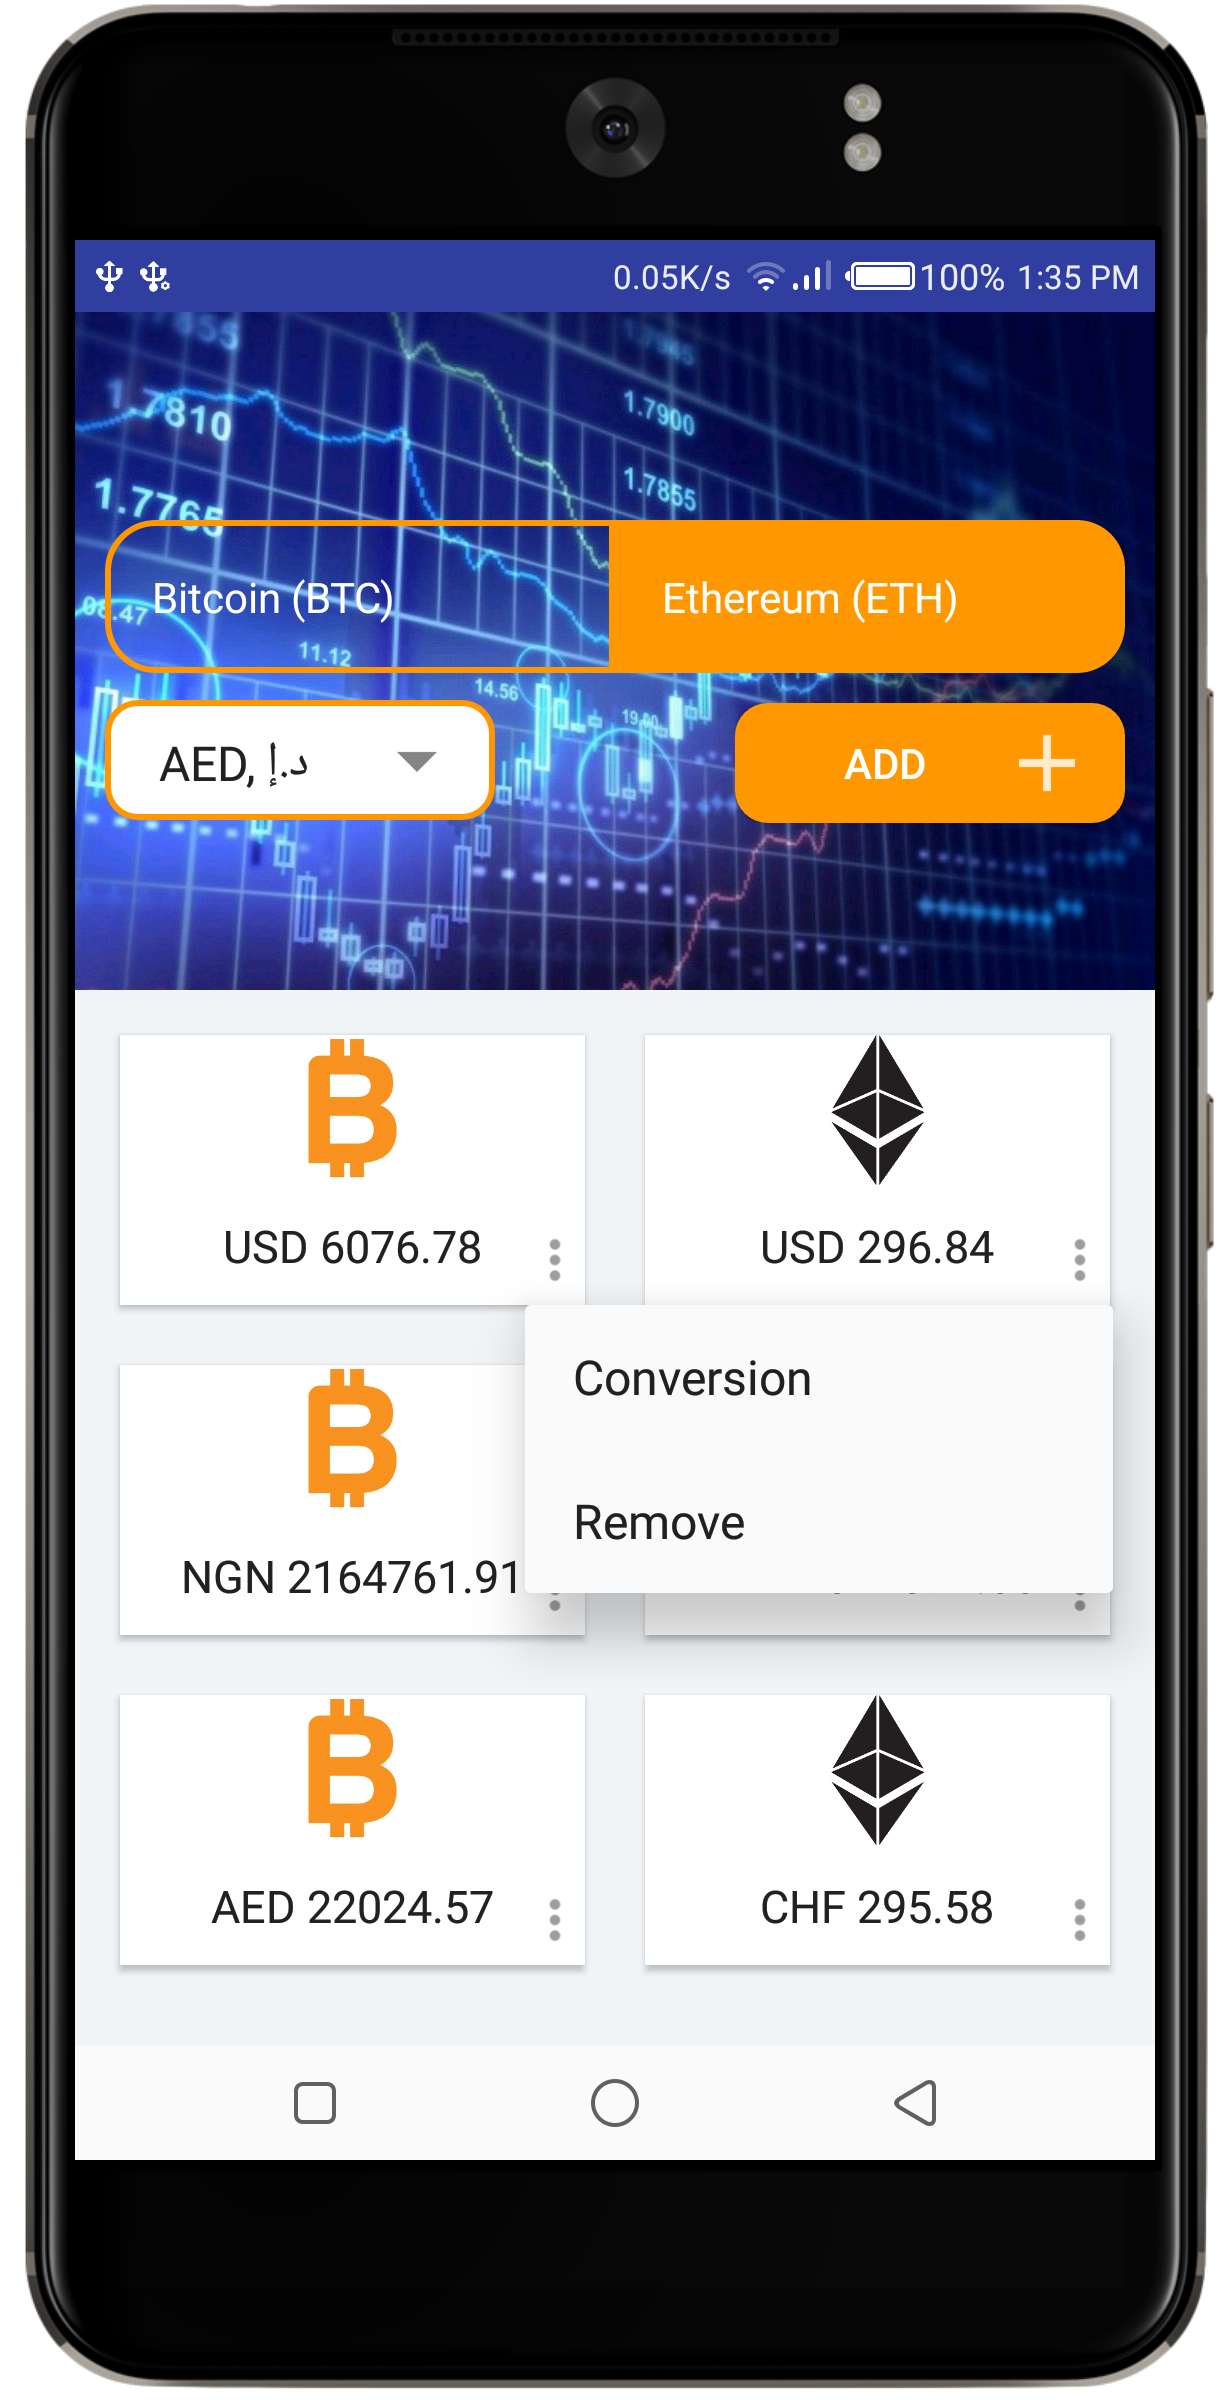 0.05K/s 100% 1:35 PM
1.7810
1.7900
1.7855
1.7765
Bitcoin (BTC)
Ethereum (ETH)
08.47
11.12
14.56
AED, د.إ
ADD
USD 6076.78
USD 296.84
Conversion
Remove
NGN 2164761.91
AED 22024.57
CHF 295.58